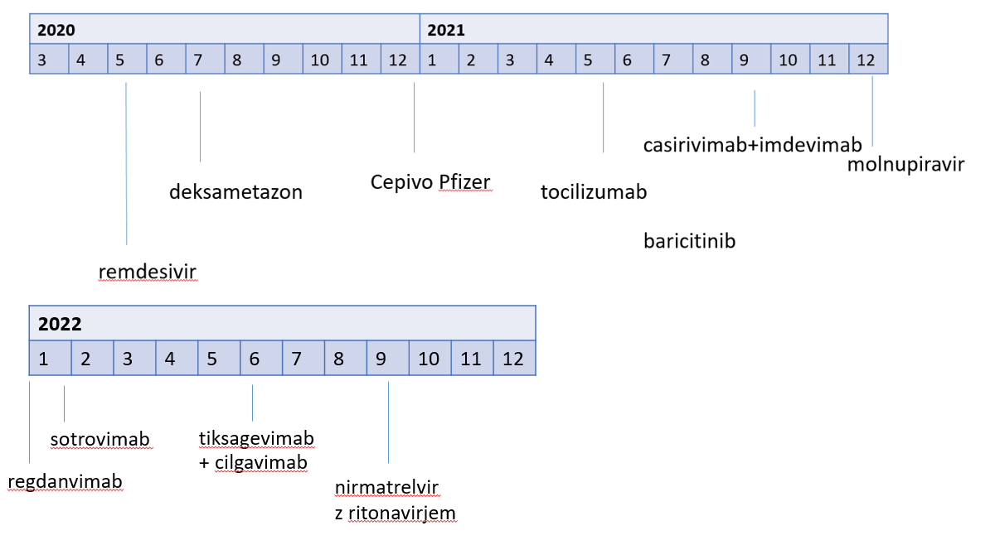 2020 2021
3 4 5 6 7 8 9 10 11 12 1 2 3 4 5 6 7 8 9 10 11 12
casirivimab+imdevimab
molnupiravir
Cepivo Pfizer
deksametazon
tocilizumab
baricitinib
remdesivir
2022
1 2 3 4 5 6 7 8 9 10 11 12
sotrovimab
tiksagevimab
+ cilgavimab
regdanvimab
nirmatrelvir
z ritonavirjem